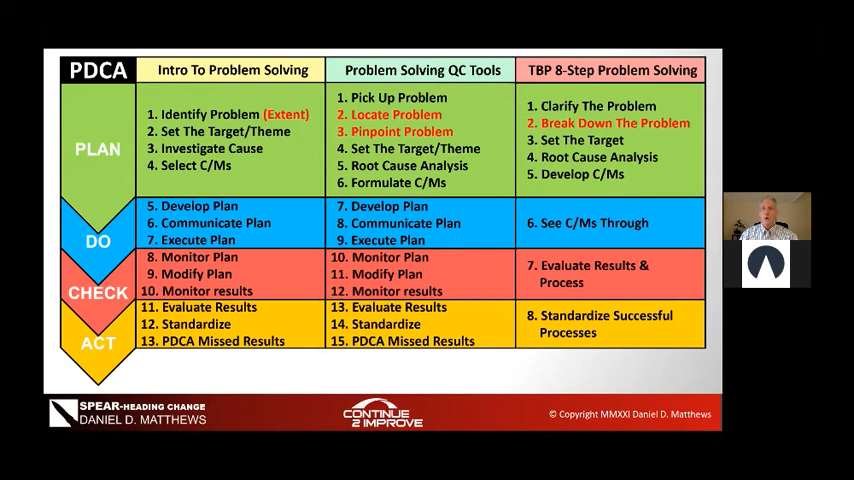 PDCA
Intro To Problem Solving
Problem Solving QC Tools
TBP 8-Step Problem Solving
PLAN
1. Identify Problem (Extent)
2. Set The Target/Theme
3. Investigate Cause
4. Select C/Ms
1. Pick Up Problem
2. Locate Problem
3. Pinpoint Problem
4. Set The Target/Theme
5. Root Cause Analysis
6. Formulate C/Ms
1. Clarify The Problem
2. Break Down The Problem
3. Set The Target
4. Root Cause Analysis
5. Develop C/Ms
DO
5. Develop Plan
6. Communicate Plan
7. Execute Plan
7. Develop Plan
8. Communicate Plan
9. Execute Plan
6. See C/Ms Through
CHECK
8. Monitor Plan
9. Modify Plan
10. Monitor results
10. Monitor Plan
11. Modify Plan
12. Monitor results
7. Evaluate Results &
Process
ACT
11. Evaluate Results
12. Standardize
13. PDCA Missed Results
13. Evaluate Results
14. Standardize
15. PDCA Missed Results
8. Standardize Successful
Processes
SPEAR-HEADING CHANGE
DANIEL D. MATTHEWS
CONTINUE
2 IMPROVE
© Copyright MMXXI Daniel D. Matthews